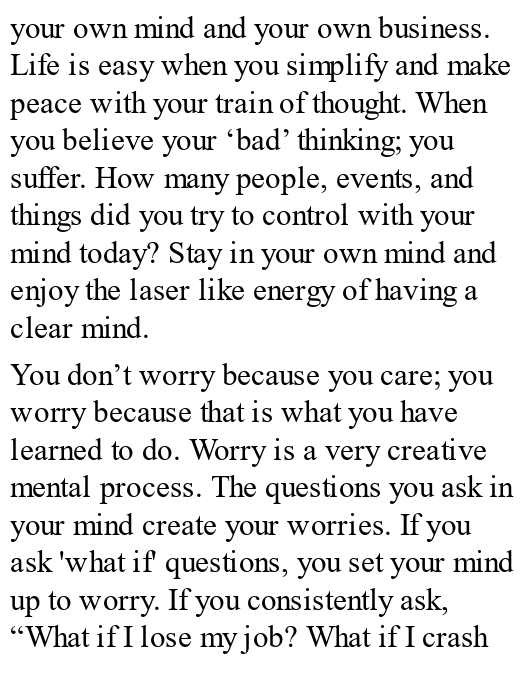 your own mind and your own business.
Life is easy when you simplify and make
peace with your train of thought. When
you believe your ‘bad’ thinking; you
suffer. How many people, events, and
things did you try to control with your
mind today? Stay in your own mind and
enjoy the laser like energy of having a
clear mind.
You don’t worry because you care; you
worry because that is what you have
learned to do. Worry is a very creative
mental process. The questions you ask in
your mind create your worries. If you
ask 'what if' questions, you set your mind
up to worry. If you consistently ask,
“What if I lose my job? What if I crash